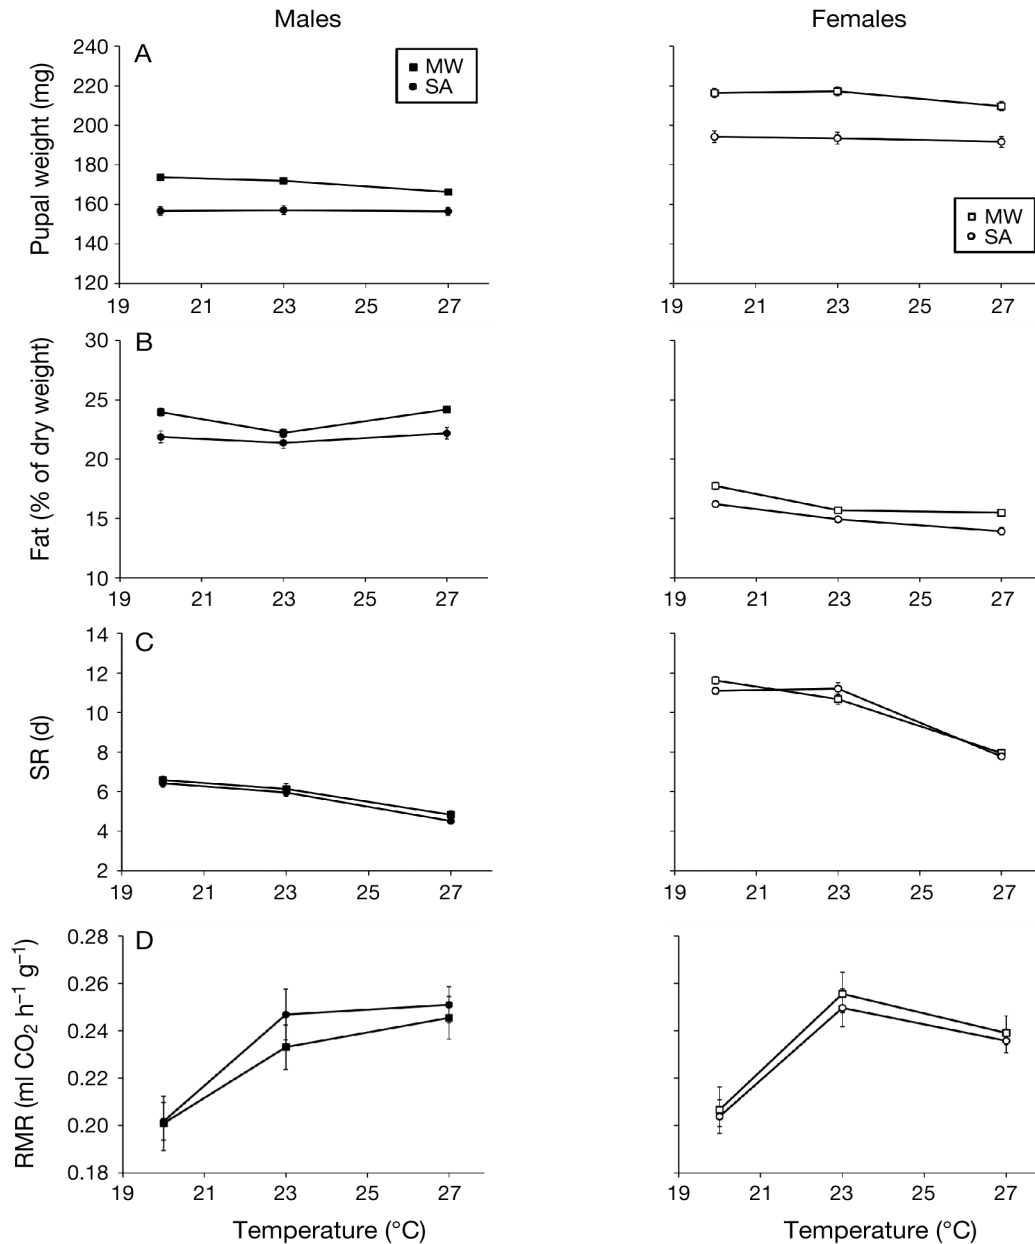 Males
Females
A
Pupal weight (mg)
240
220
200
180
160
140
120
MW
SA
MW
SA
19 21 23 25 27
19 21 23 25 27
B
Fat (% of dry weight)
30
25
20
15
10
19 21 23 25 27
19 21 23 25 27
C
SR (d)
14
12
10
8
6
4
2
19 21 23 25 27
19 21 23 25 27
D
RMR (ml CO₂ h⁻¹ g⁻¹)
0.28
0.26
0.24
0.22
0.20
0.18
19 21 23 25 27
19 21 23 25 27
Temperature (°C)
Temperature (°C)